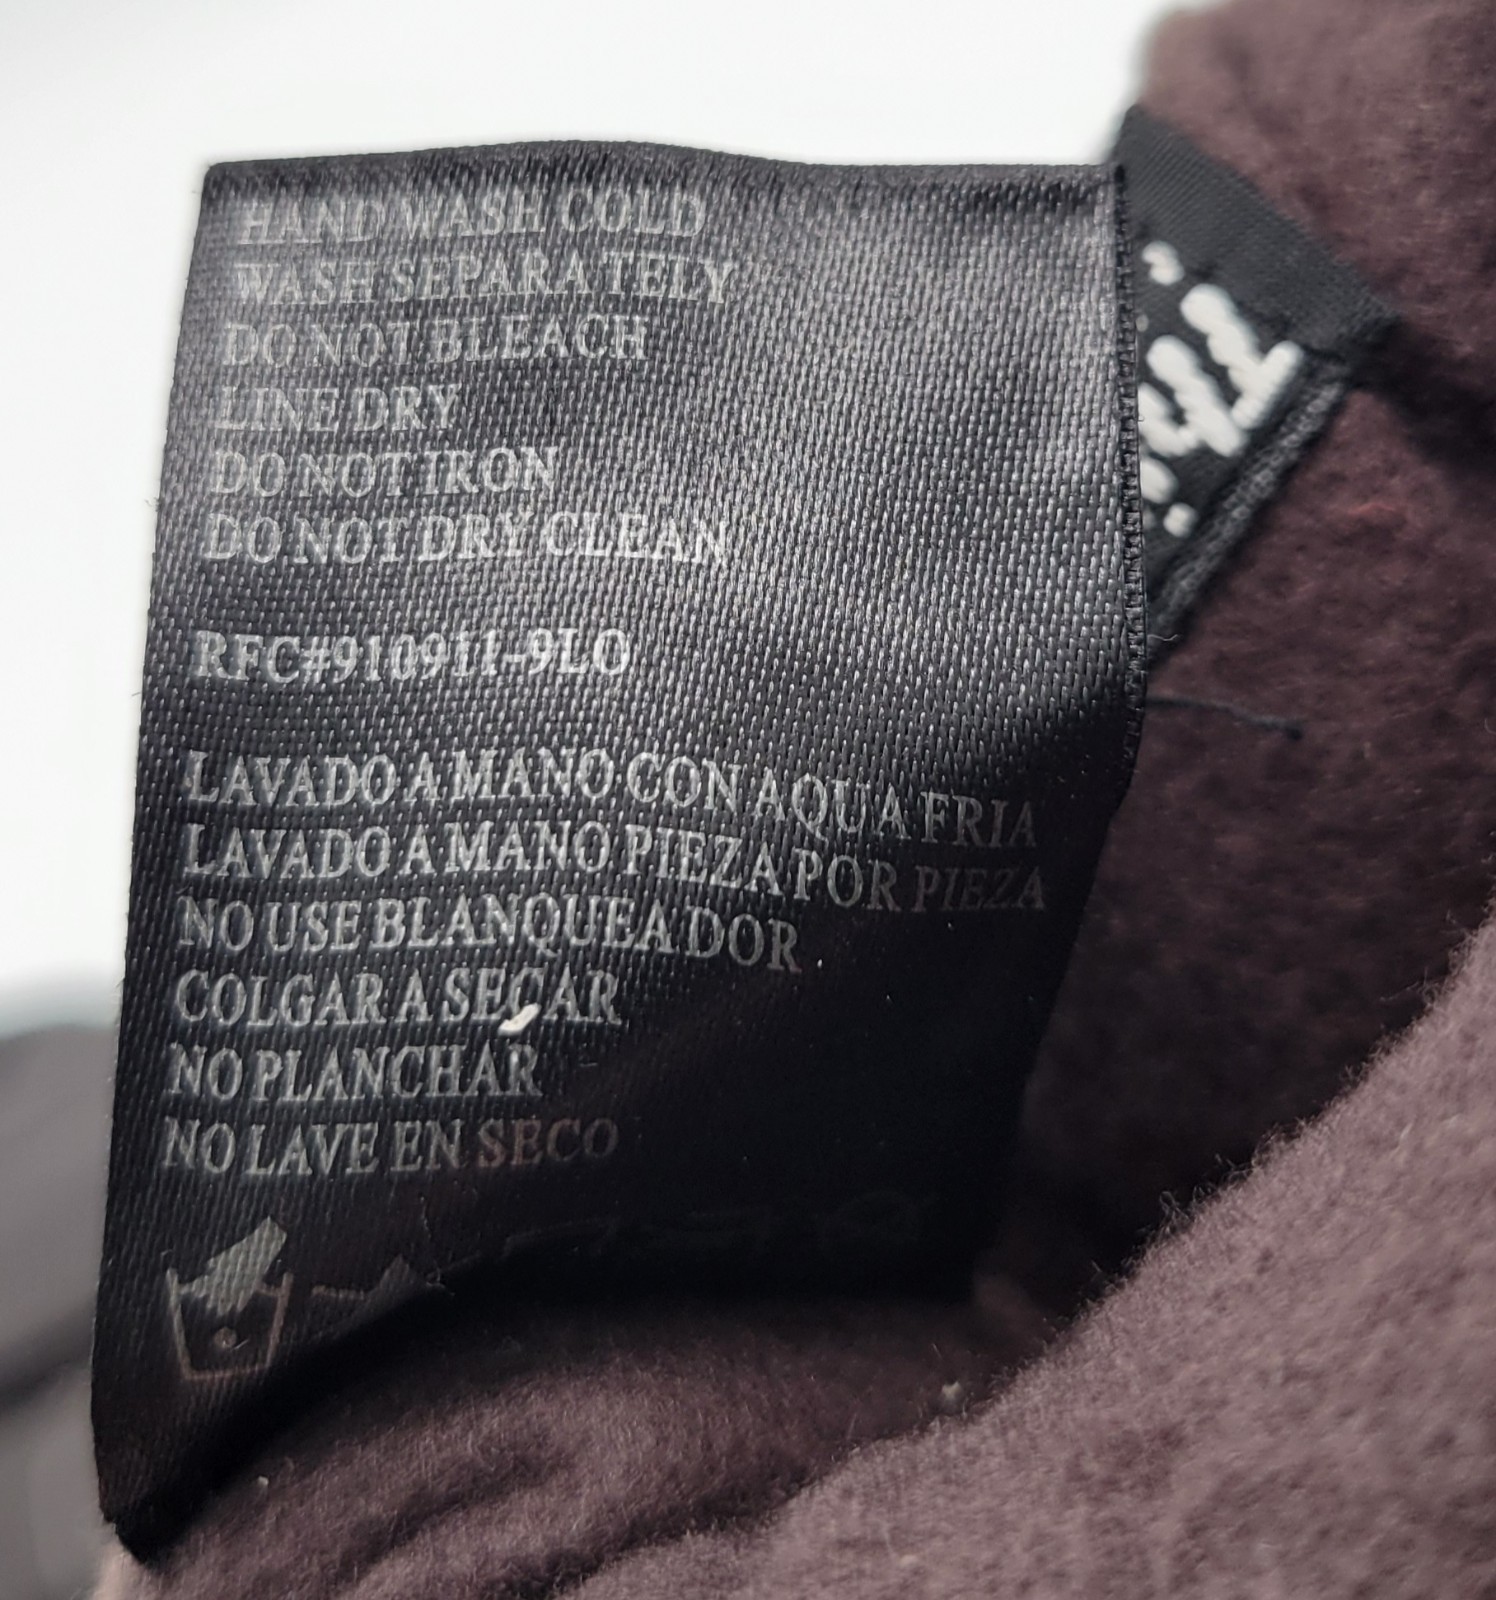 HAND WASH COLD
WASH SEPARATELY
DO NOT BLEACH
LINE DRY
DO NOT IRON
DO NOT DRY CLEAN
RFC#910911-9LO
LAVADO A MANO CON AQUA FRIA
LAVADO A MANO PIEZA POR PIEZA
NO USE BLANQUEADOR
COLGAR A SECAR
NO PLANCHAR
NO LAVE EN SECO